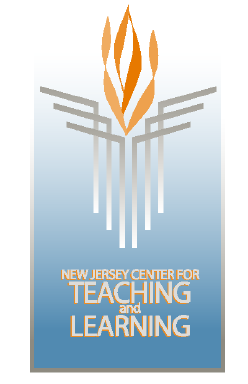 NEW JERSEY CENTER FOR
TEACHING
and
LEARNING